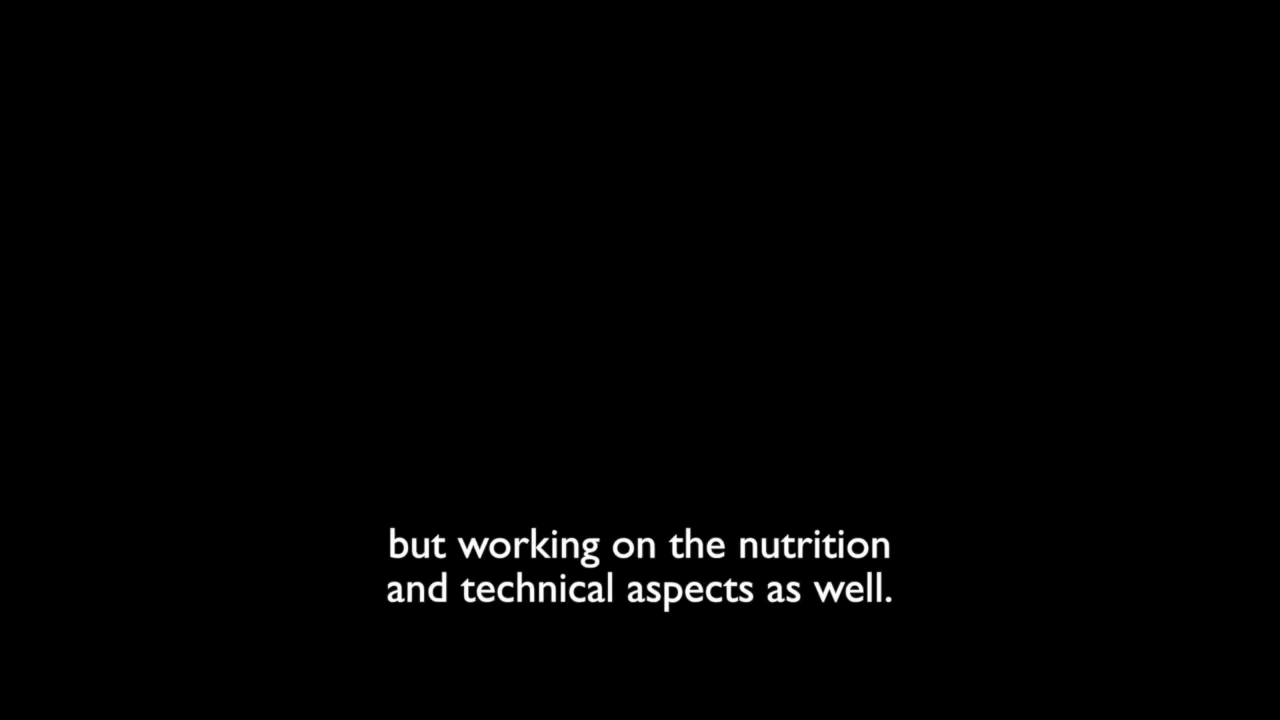 but working on the nutrition
and technical aspects as well.